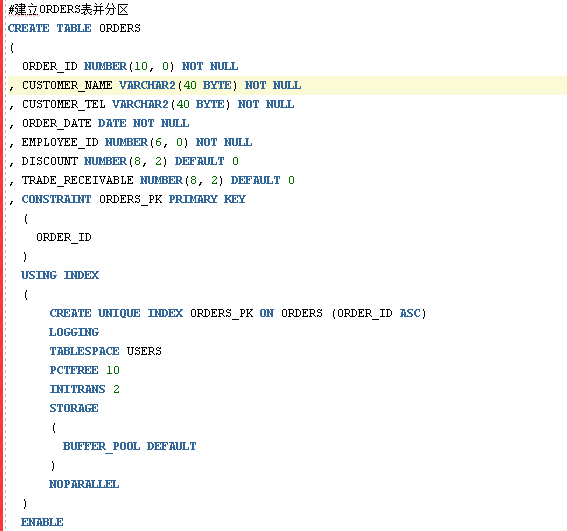 #建立ORDERS表并分区
CREATE TABLE ORDERS
(
ORDER_ID NUMBER(10, 0) NOT NULL
, CUSTOMER_NAME VARCHAR2(40 BYTE) NOT NULL
, CUSTOMER_TEL VARCHAR2(40 BYTE) NOT NULL
, ORDER_DATE DATE NOT NULL
, EMPLOYEE_ID NUMBER(6, 0) NOT NULL
, DISCOUNT NUMBER(8, 2) DEFAULT 0
, TRADE_RECEIVABLE NUMBER(8, 2) DEFAULT 0
, CONSTRAINT ORDERS_PK PRIMARY KEY
(
ORDER_ID
)
USING INDEX
(
CREATE UNIQUE INDEX ORDERS_PK ON ORDERS (ORDER_ID ASC)
LOGGING
TABLESPACE USERS
PCTFREE 10
INITRANS 2
STORAGE
(
BUFFER_POOL DEFAULT
)
NOPARALLEL
)
ENABLE